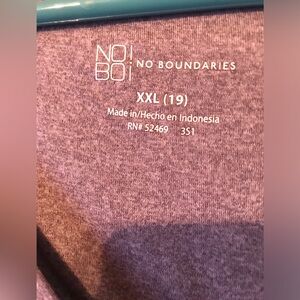 NO!
BO!
NO BOUNDARIES
XXL (19)
Made in/Hecho en Indonesia
RN# 52469 351